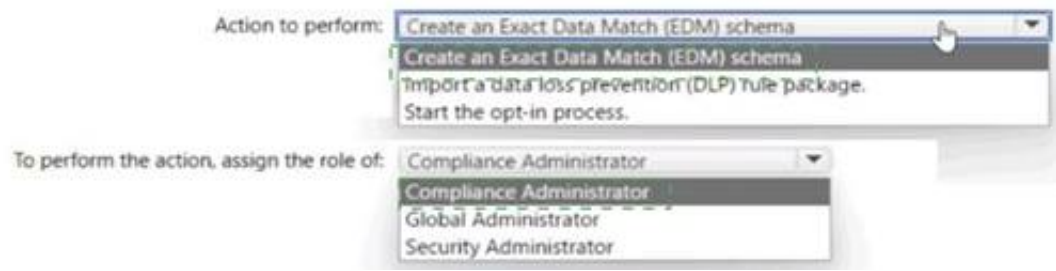 Action to perform: Create an Exact Data Match (EDM) schema
Create an Exact Data Match (EDM) schema
Import a data loss prevention (DLP) rule package.
Start the opt-in process.
To perform the action, assign the role of: Compliance Administrator
Compliance Administrator
Global Administrator
Security Administrator